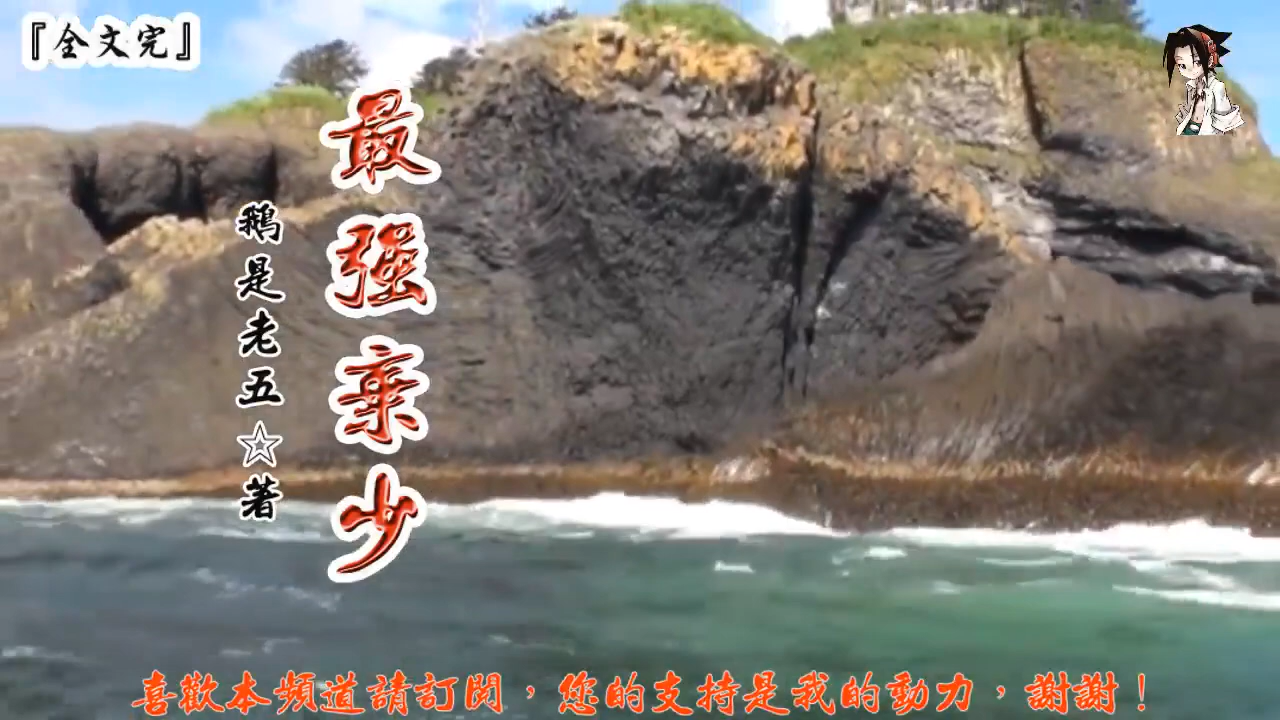 『全文完』
最強棄少
鵝是老五☆著
喜歡本頻道請訂閱，您的支持是我的動力，謝謝！